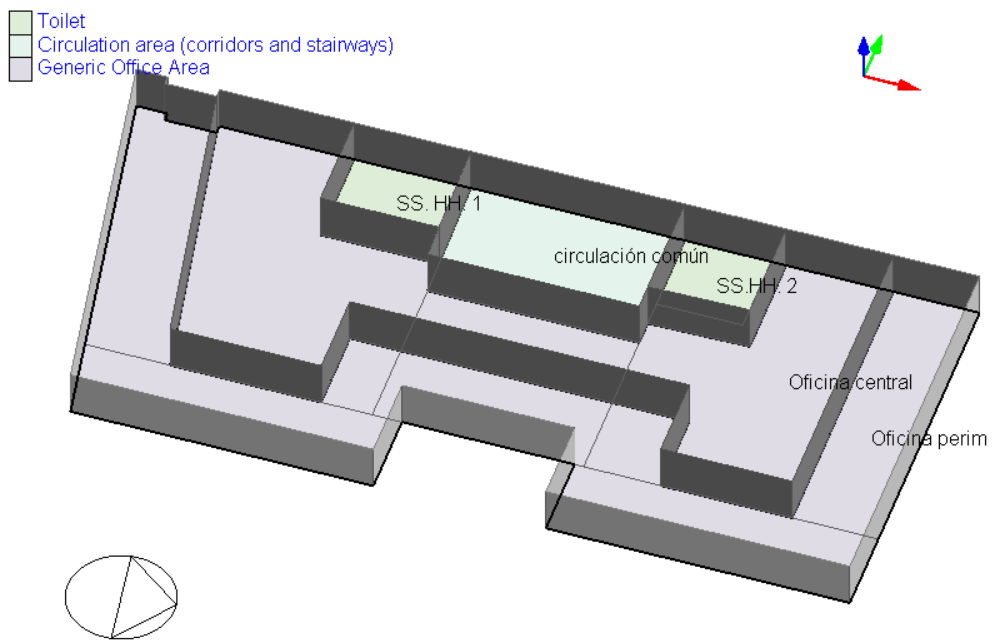 Toilet
Circulation area (corridors and stairways)
Generic Office Area
SS. HH. 1
circulación común
SS.HH. 2
Oficina central
Oficina perim